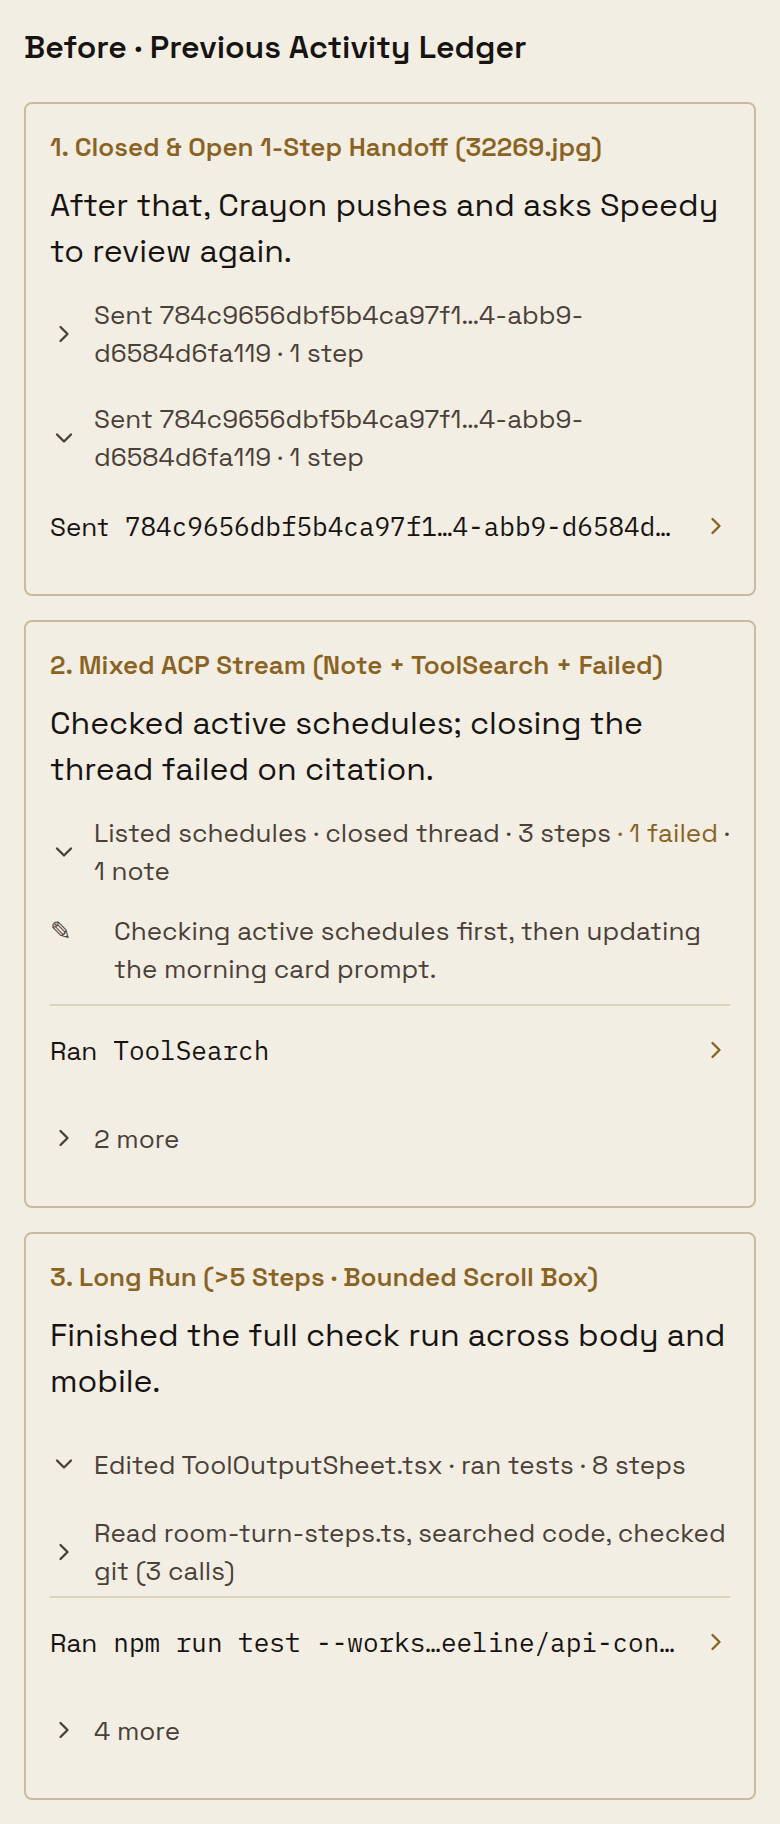 Before · Previous Activity Ledger
1. Closed & Open 1-Step Handoff (32269.jpg)
After that, Crayon pushes and asks Speedy
to review again.
Sent 784c9656dbf5b4ca97f1…4-abb9-
d6584d6fa119 · 1 step
Sent 784c9656dbf5b4ca97f1…4-abb9-
d6584d6fa119 · 1 step
Sent 784c9656dbf5b4ca97f1…4-abb9-d6584d…
2. Mixed ACP Stream (Note + ToolSearch + Failed)
Checked active schedules; closing the
thread failed on citation.
Listed schedules · closed thread · 3 steps · 1 failed ·
1 note
✎ Checking active schedules first, then updating
the morning card prompt.
Ran ToolSearch
2 more
3. Long Run (>5 Steps · Bounded Scroll Box)
Finished the full check run across body and
mobile.
Edited ToolOutputSheet.tsx · ran tests · 8 steps
Read room-turn-steps.ts, searched code, checked
git (3 calls)
Ran npm run test --works…eeline/api-con…
4 more